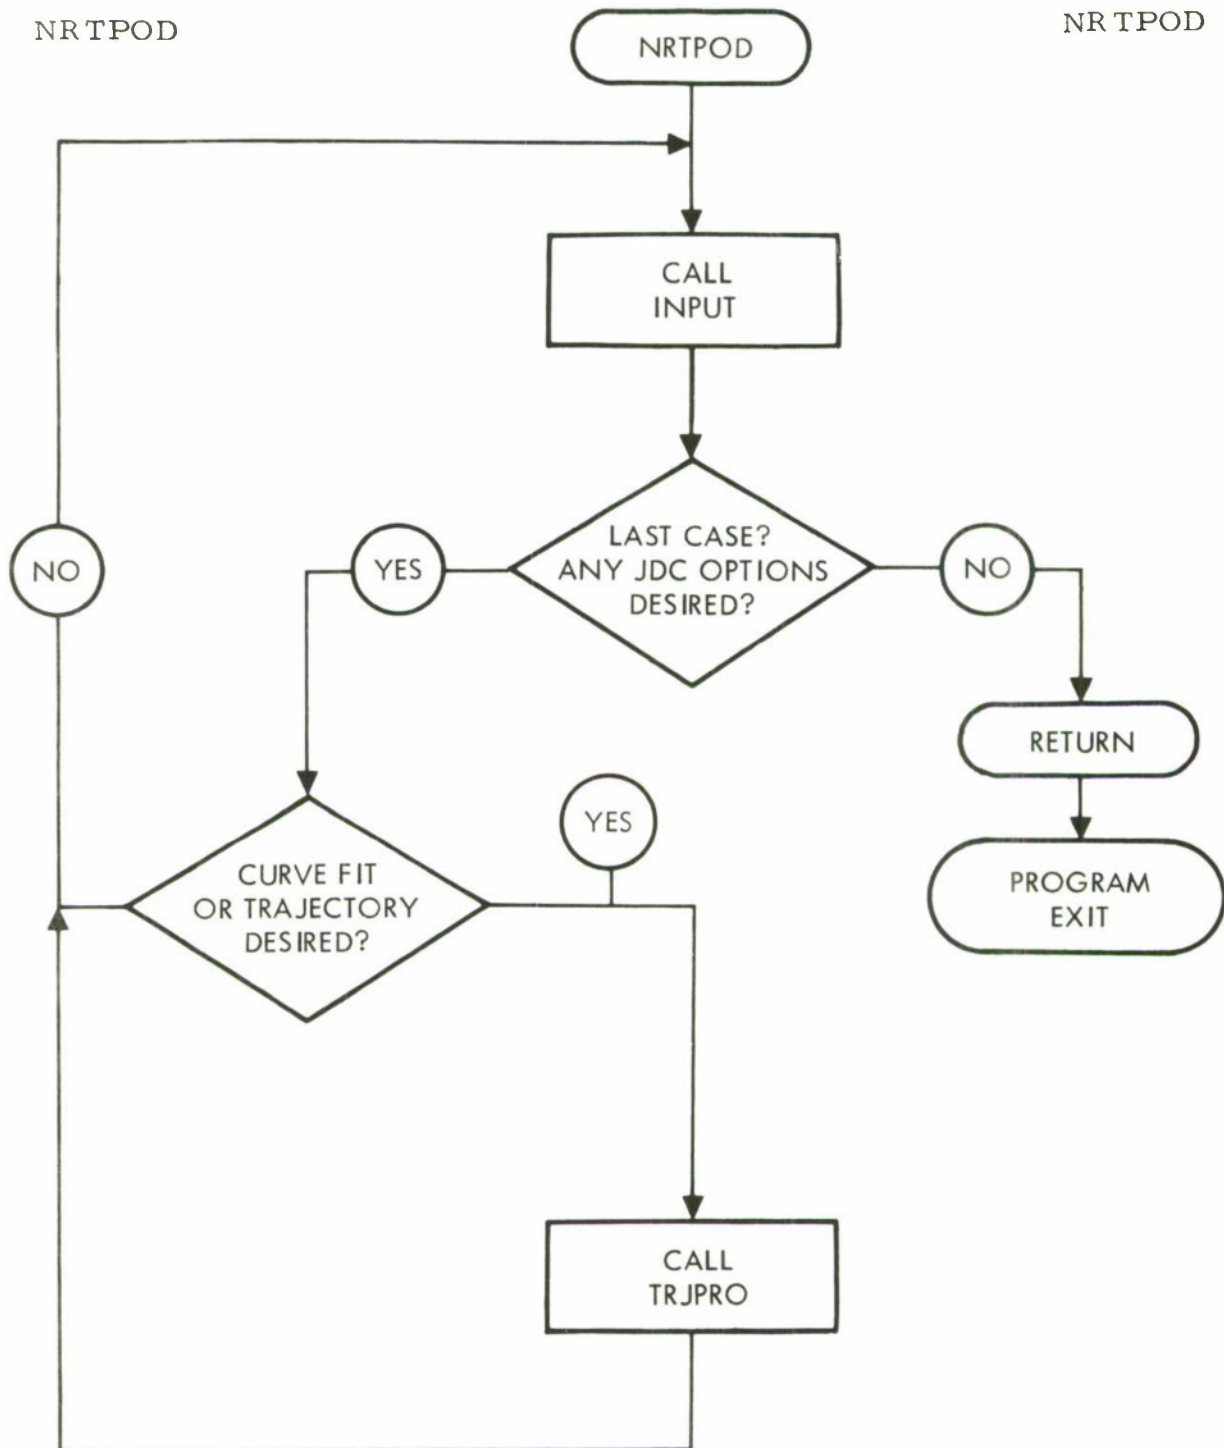 NRTPOD
NRTPOD
NRTPOD
CALL
INPUT
LAST CASE?
ANY JDC OPTIONS
DESIRED?
YES
NO
NO
RETURN
PROGRAM
EXIT
YES
CURVE FIT
OR TRAJECTORY
DESIRED?
CALL
TRJPRO